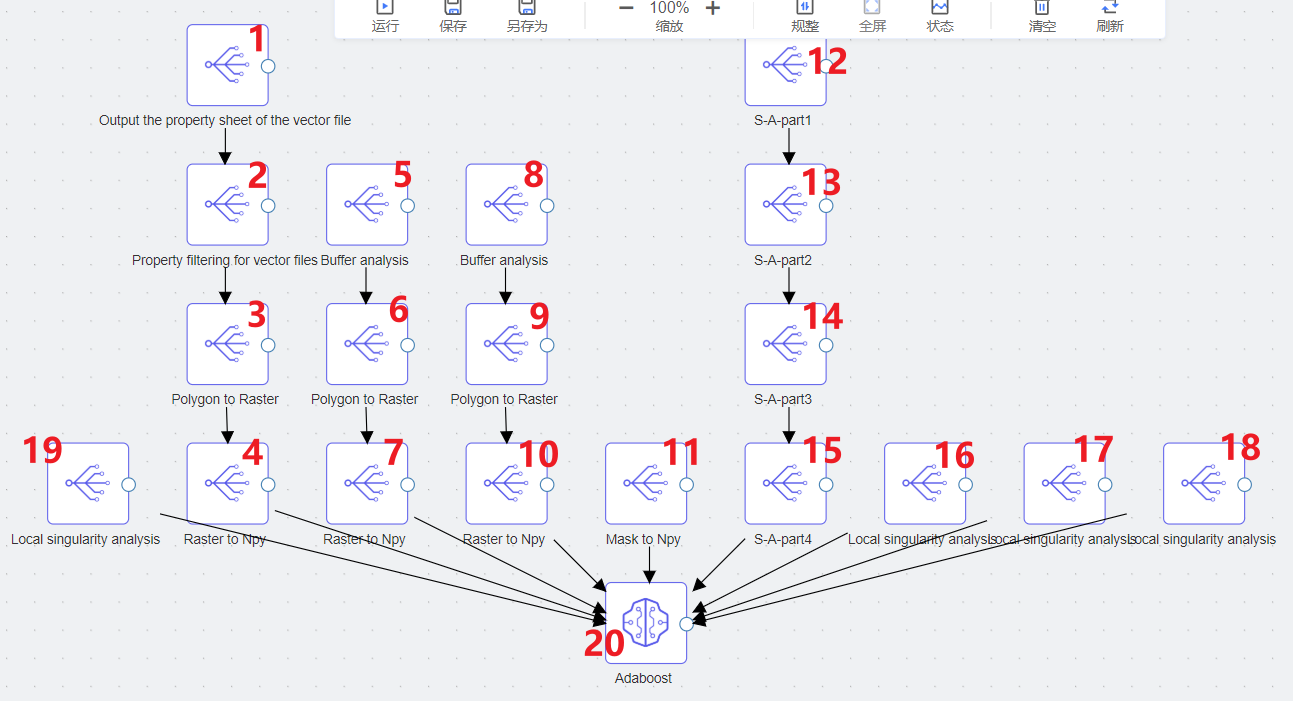 100%
运行 保存 另存为 缩放 规整 全屏 状态 清空 刷新
1 12
Output the property sheet of the vector file S-A-part1
2 5 8 13
Property filtering for vector files Buffer analysis Buffer analysis S-A-part2
3 6 9 14
Polygon to Raster Polygon to Raster Polygon to Raster S-A-part3
19 4 7 10 11 15 16 17 18
Local singularity analysis Raster to Npy Raster to Npy Raster to Npy Mask to Npy S-A-part4 Local singularity analysis Local singularity analysis Local singularity analysis
20
Adaboost